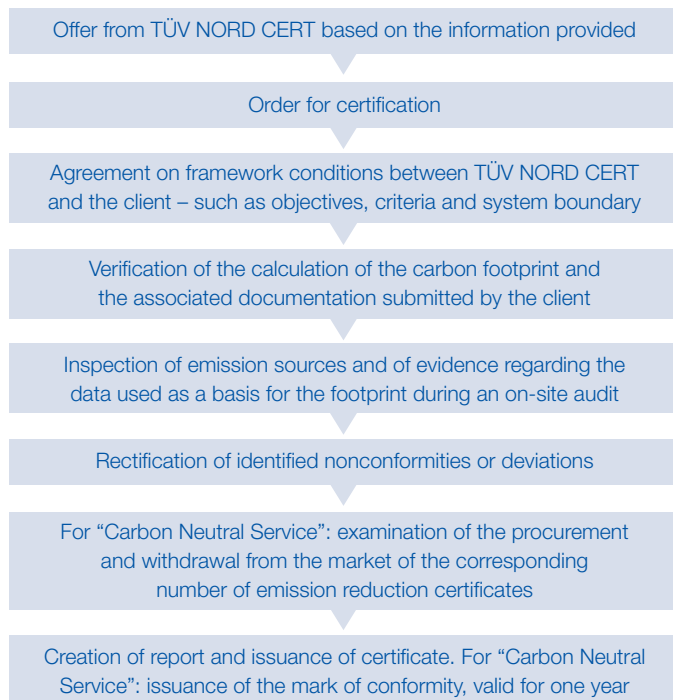 Offer from TÜV NORD CERT based on the information provided
Order for certification
Agreement on framework conditions between TÜV NORD CERT
and the client – such as objectives, criteria and system boundary
Verification of the calculation of the carbon footprint and
the associated documentation submitted by the client
Inspection of emission sources and of evidence regarding the
data used as a basis for the footprint during an on-site audit
Rectification of identified nonconformities or deviations
For “Carbon Neutral Service”: examination of the procurement
and withdrawal from the market of the corresponding
number of emission reduction certificates
Creation of report and issuance of certificate. For “Carbon Neutral
Service”: issuance of the mark of conformity, valid for one year